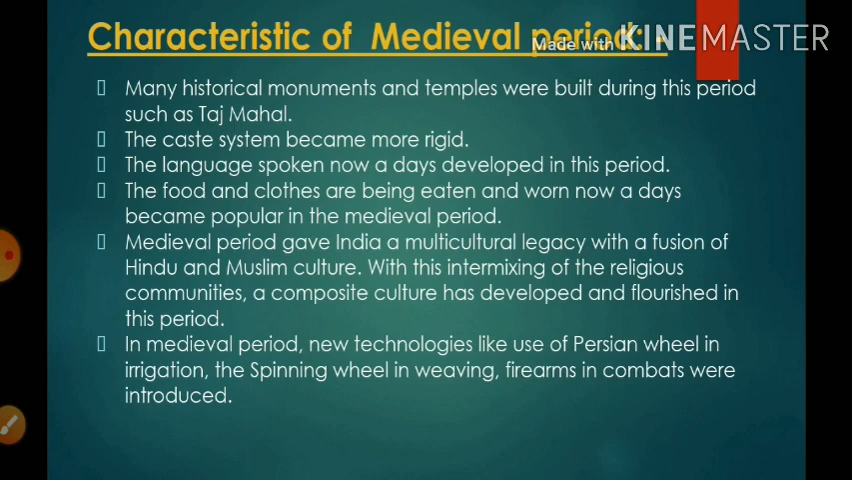 Characteristic of Medieval period:-
Made with KINEMASTER
Many historical monuments and temples were built during this period
such as Taj Mahal.
The caste system became more rigid.
The language spoken now a days developed in this period.
The food and clothes are being eaten and worn now a days
became popular in the medieval period.
Medieval period gave India a multicultural legacy with a fusion of
Hindu and Muslim culture. With this intermixing of the religious
communities, a composite culture has developed and flourished in
this period.
In medieval period, new technologies like use of Persian wheel in
irrigation, the Spinning wheel in weaving, firearms in combats were
introduced.